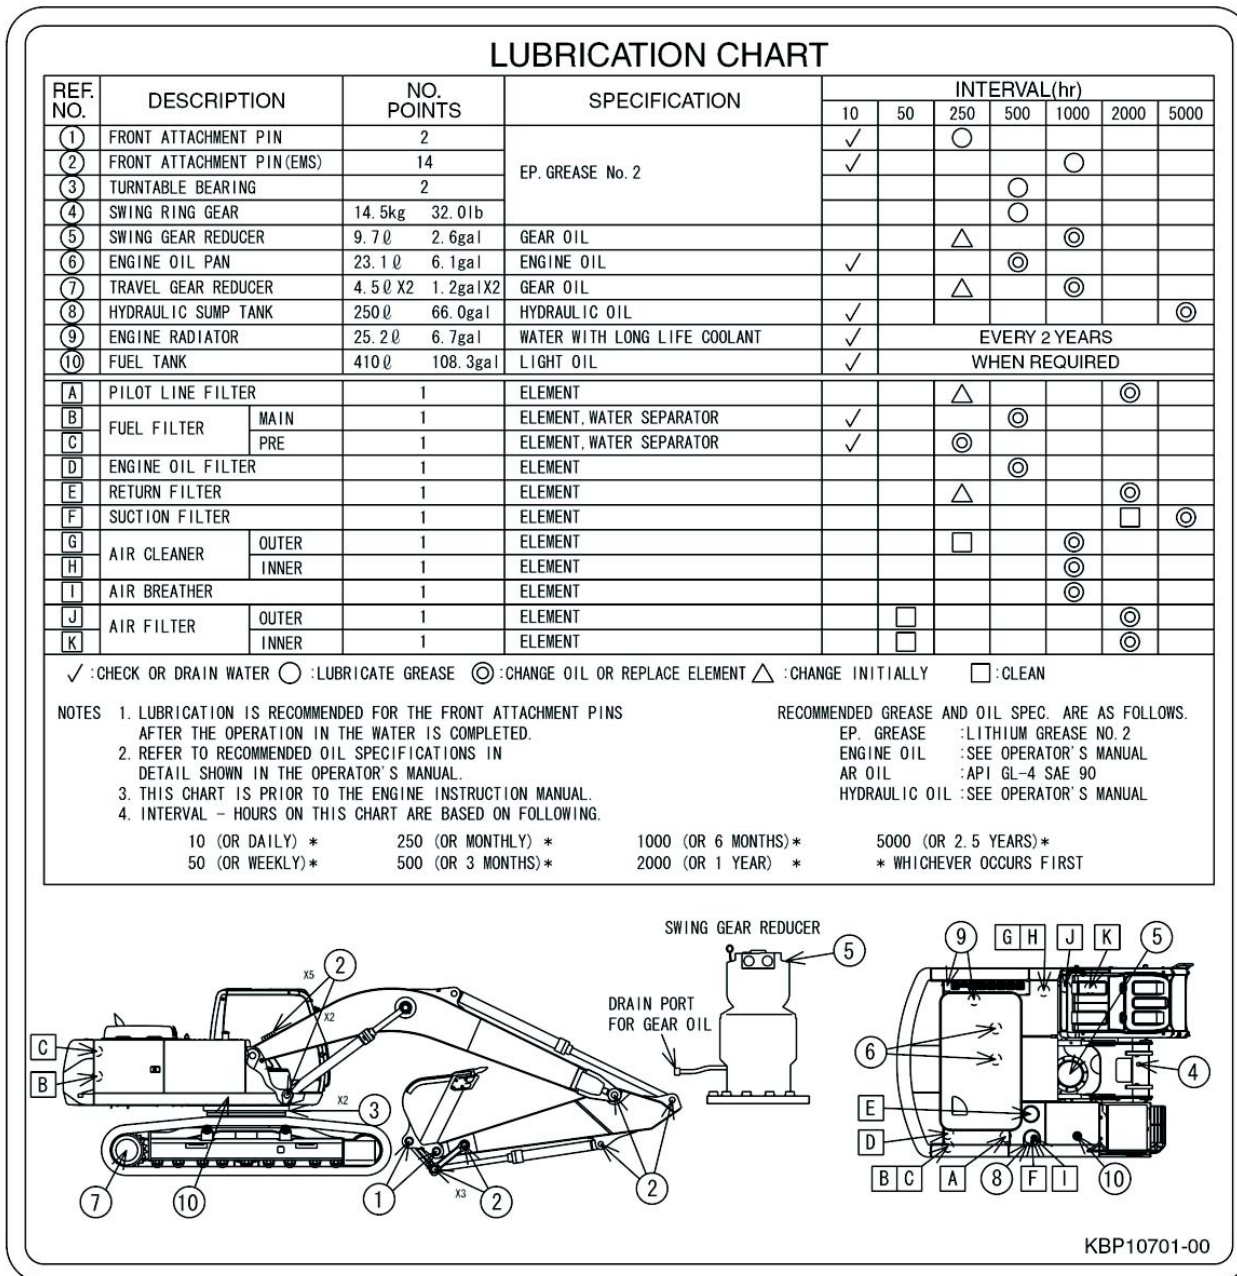 LUBRICATION CHART
REF. NO. DESCRIPTION NO. POINTS SPECIFICATION INTERVAL(hr)
10 50 250 500 1000 2000 5000
1 FRONT ATTACHMENT PIN 2 EP. GREASE No. 2 ✓ ○
2 FRONT ATTACHMENT PIN(EMS) 14 ✓ ○
3 TURNTABLE BEARING 2 ○
4 SWING RING GEAR 14.5kg 32.0lb ○
5 SWING GEAR REDUCER 9.7ℓ 2.6gal GEAR OIL △ ◎
6 ENGINE OIL PAN 23.1ℓ 6.1gal ENGINE OIL ✓ ◎
7 TRAVEL GEAR REDUCER 4.5ℓX2 1.2galX2 GEAR OIL △ ◎
8 HYDRAULIC SUMP TANK 250ℓ 66.0gal HYDRAULIC OIL ✓ ◎
9 ENGINE RADIATOR 25.2ℓ 6.7gal WATER WITH LONG LIFE COOLANT ✓ EVERY 2 YEARS
10 FUEL TANK 410ℓ 108.3gal LIGHT OIL ✓ WHEN REQUIRED
A PILOT LINE FILTER 1 ELEMENT △ ◎
B FUEL FILTER MAIN 1 ELEMENT,WATER SEPARATOR ✓ ◎
C PRE 1 ELEMENT,WATER SEPARATOR ✓ ◎
D ENGINE OIL FILTER 1 ELEMENT ◎
E RETURN FILTER 1 ELEMENT △ ◎
F SUCTION FILTER 1 ELEMENT □ ◎
G AIR CLEANER OUTER 1 ELEMENT □ ◎
H INNER 1 ELEMENT ◎
I AIR BREATHER 1 ELEMENT ◎
J AIR FILTER OUTER 1 ELEMENT □ ◎
K INNER 1 ELEMENT □ ◎
✓ :CHECK OR DRAIN WATER ○ :LUBRICATE GREASE ◎ :CHANGE OIL OR REPLACE ELEMENT △ :CHANGE INITIALLY □ :CLEAN
NOTES 1. LUBRICATION IS RECOMMENDED FOR THE FRONT ATTACHMENT PINS
AFTER THE OPERATION IN THE WATER IS COMPLETED.
2. REFER TO RECOMMENDED OIL SPECIFICATIONS IN
DETAIL SHOWN IN THE OPERATOR'S MANUAL.
3. THIS CHART IS PRIOR TO THE ENGINE INSTRUCTION MANUAL.
4. INTERVAL - HOURS ON THIS CHART ARE BASED ON FOLLOWING.
RECOMMENDED GREASE AND OIL SPEC. ARE AS FOLLOWS.
EP. GREASE :LITHIUM GREASE NO.2
ENGINE OIL :SEE OPERATOR'S MANUAL
AR OIL :API GL-4 SAE 90
HYDRAULIC OIL :SEE OPERATOR'S MANUAL
10 (OR DAILY) * 250 (OR MONTHLY) * 1000 (OR 6 MONTHS)* 5000 (OR 2.5 YEARS)*
50 (OR WEEKLY)* 500 (OR 3 MONTHS)* 2000 (OR 1 YEAR) * * WHICHEVER OCCURS FIRST
SWING GEAR REDUCER
DRAIN PORT
FOR GEAR OIL
5
X5 2
X2
C
B
X2 3
7 10 1 X3 2 2
9 G H J K 5
6 4
E
D
B C A 8 F I 10
KBP10701-00